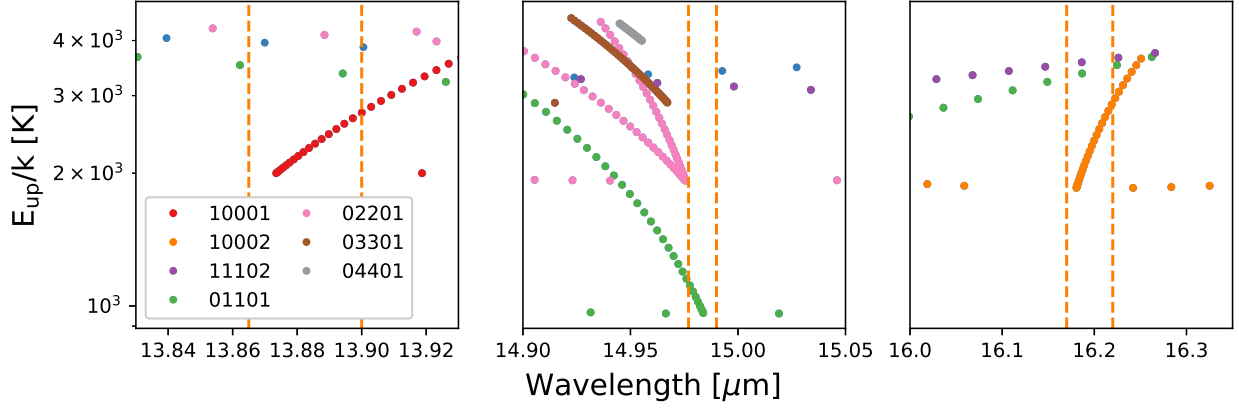 E_up/k [K]
4 × 10³
3 × 10³
2 × 10³
10³
10001
10002
11102
01101
02201
03301
04401
13.84 13.86 13.88 13.90 13.92
14.90 14.95 15.00 15.05
16.0 16.1 16.2 16.3
Wavelength [μm]